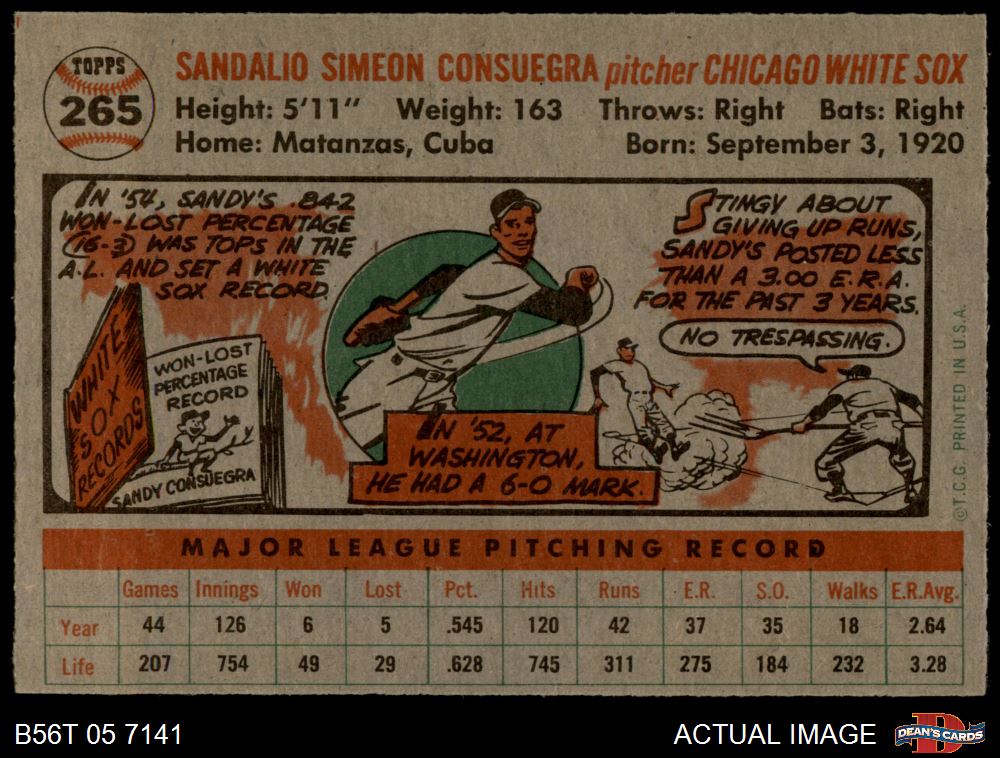 TOPPS
265
SANDALIO SIMEON CONSUEGRA pitcher CHICAGO WHITE SOX
Height: 5'11" Weight: 163 Throws: Right Bats: Right
Home: Matanzas, Cuba Born: September 3, 1920
IN '54, SANDY'S .842
WON-LOST PERCENTAGE
(16-3) WAS TOPS IN THE
A.L. AND SET A WHITE
SOX RECORD.
WHITE
SOX
RECORDS
WON-LOST
PERCENTAGE
RECORD
SANDY CONSUEGRA
IN '52, AT
WASHINGTON,
HE HAD A 6-0 MARK.
STINGY ABOUT
GIVING UP RUNS,
SANDY'S POSTED LESS
THAN A 3.00 E.R.A.
FOR THE PAST 3 YEARS.
NO TRESPASSING.
©T.C.G. PRINTED IN U.S.A.
MAJOR LEAGUE PITCHING RECORD
Games Innings Won Lost Pct. Hits Runs E.R. S.O. Walks E.R.Avg.
Year 44 126 6 5 .545 120 42 37 35 18 2.64
Life 207 754 49 29 .628 745 311 275 184 232 3.28
B56T 05 7141 ACTUAL IMAGE
DEAN'S CARDS